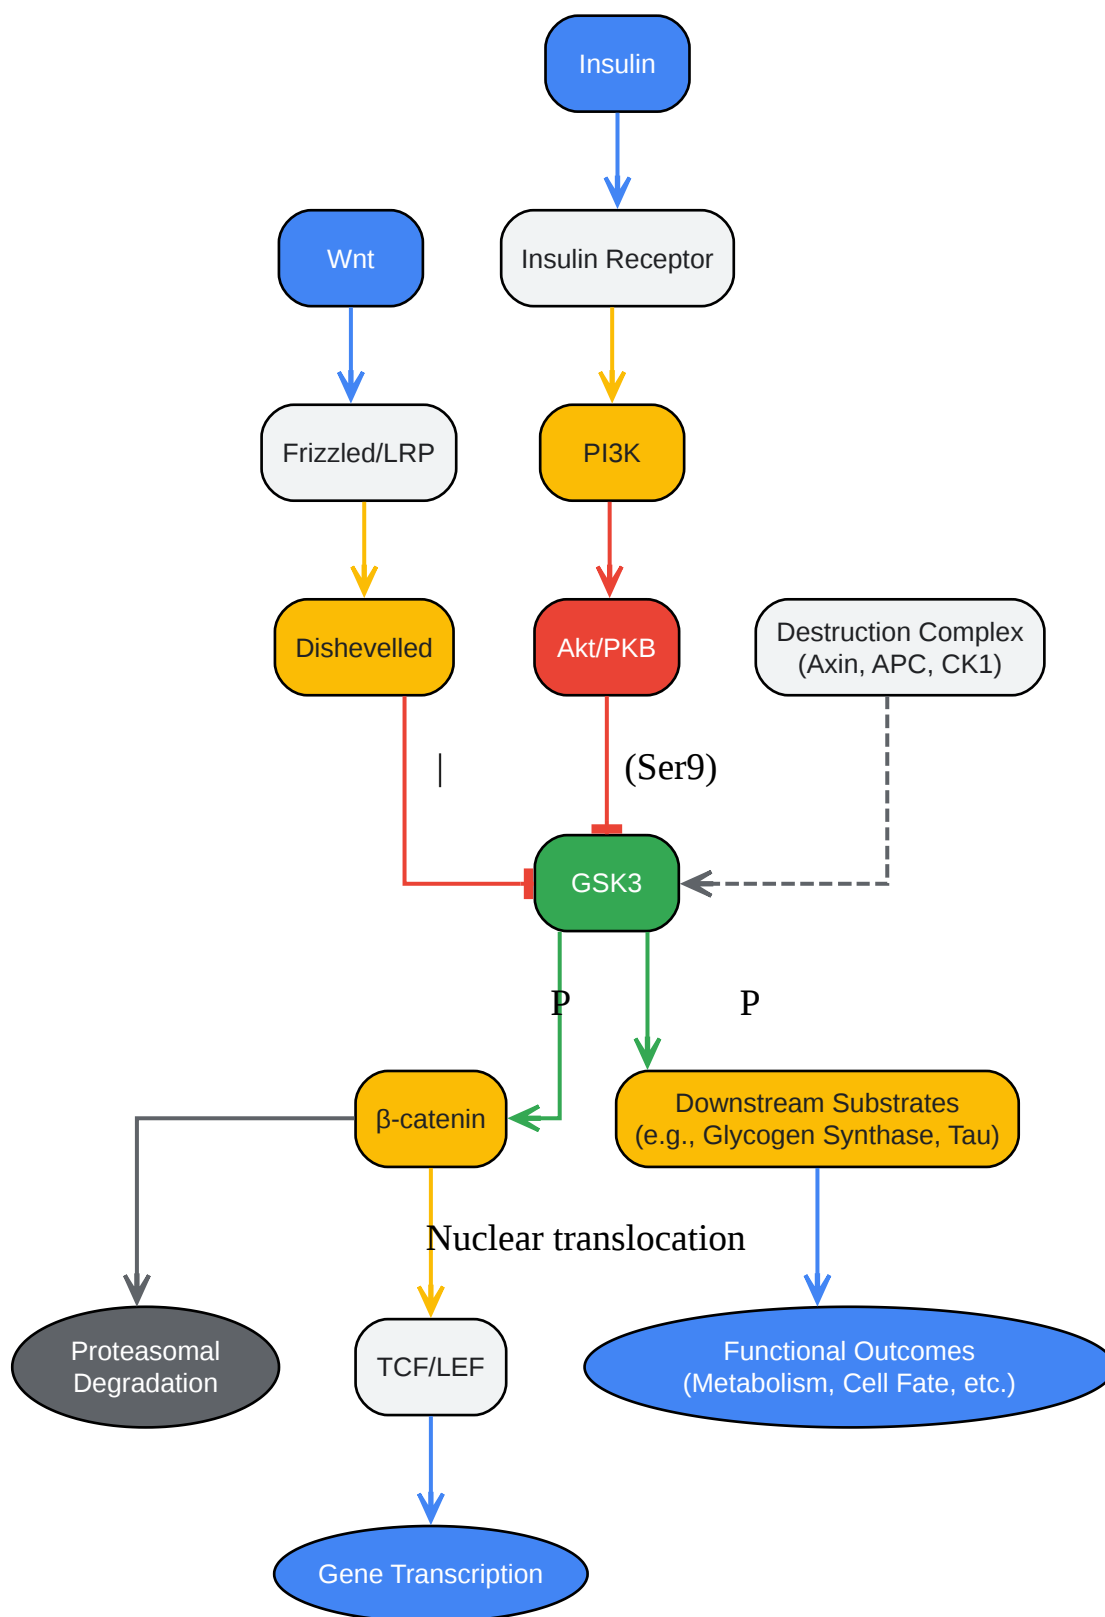 Insulin
Wnt
Insulin Receptor
Frizzled/LRP
PI3K
Dishevelled
Akt/PKB
Destruction Complex
(Axin, APC, CK1)
|
(Ser9)
GSK3
P
P
β-catenin
Downstream Substrates
(e.g., Glycogen Synthase, Tau)
Nuclear translocation
Proteasomal
Degradation
TCF/LEF
Functional Outcomes
(Metabolism, Cell Fate, etc.)
Gene Transcription